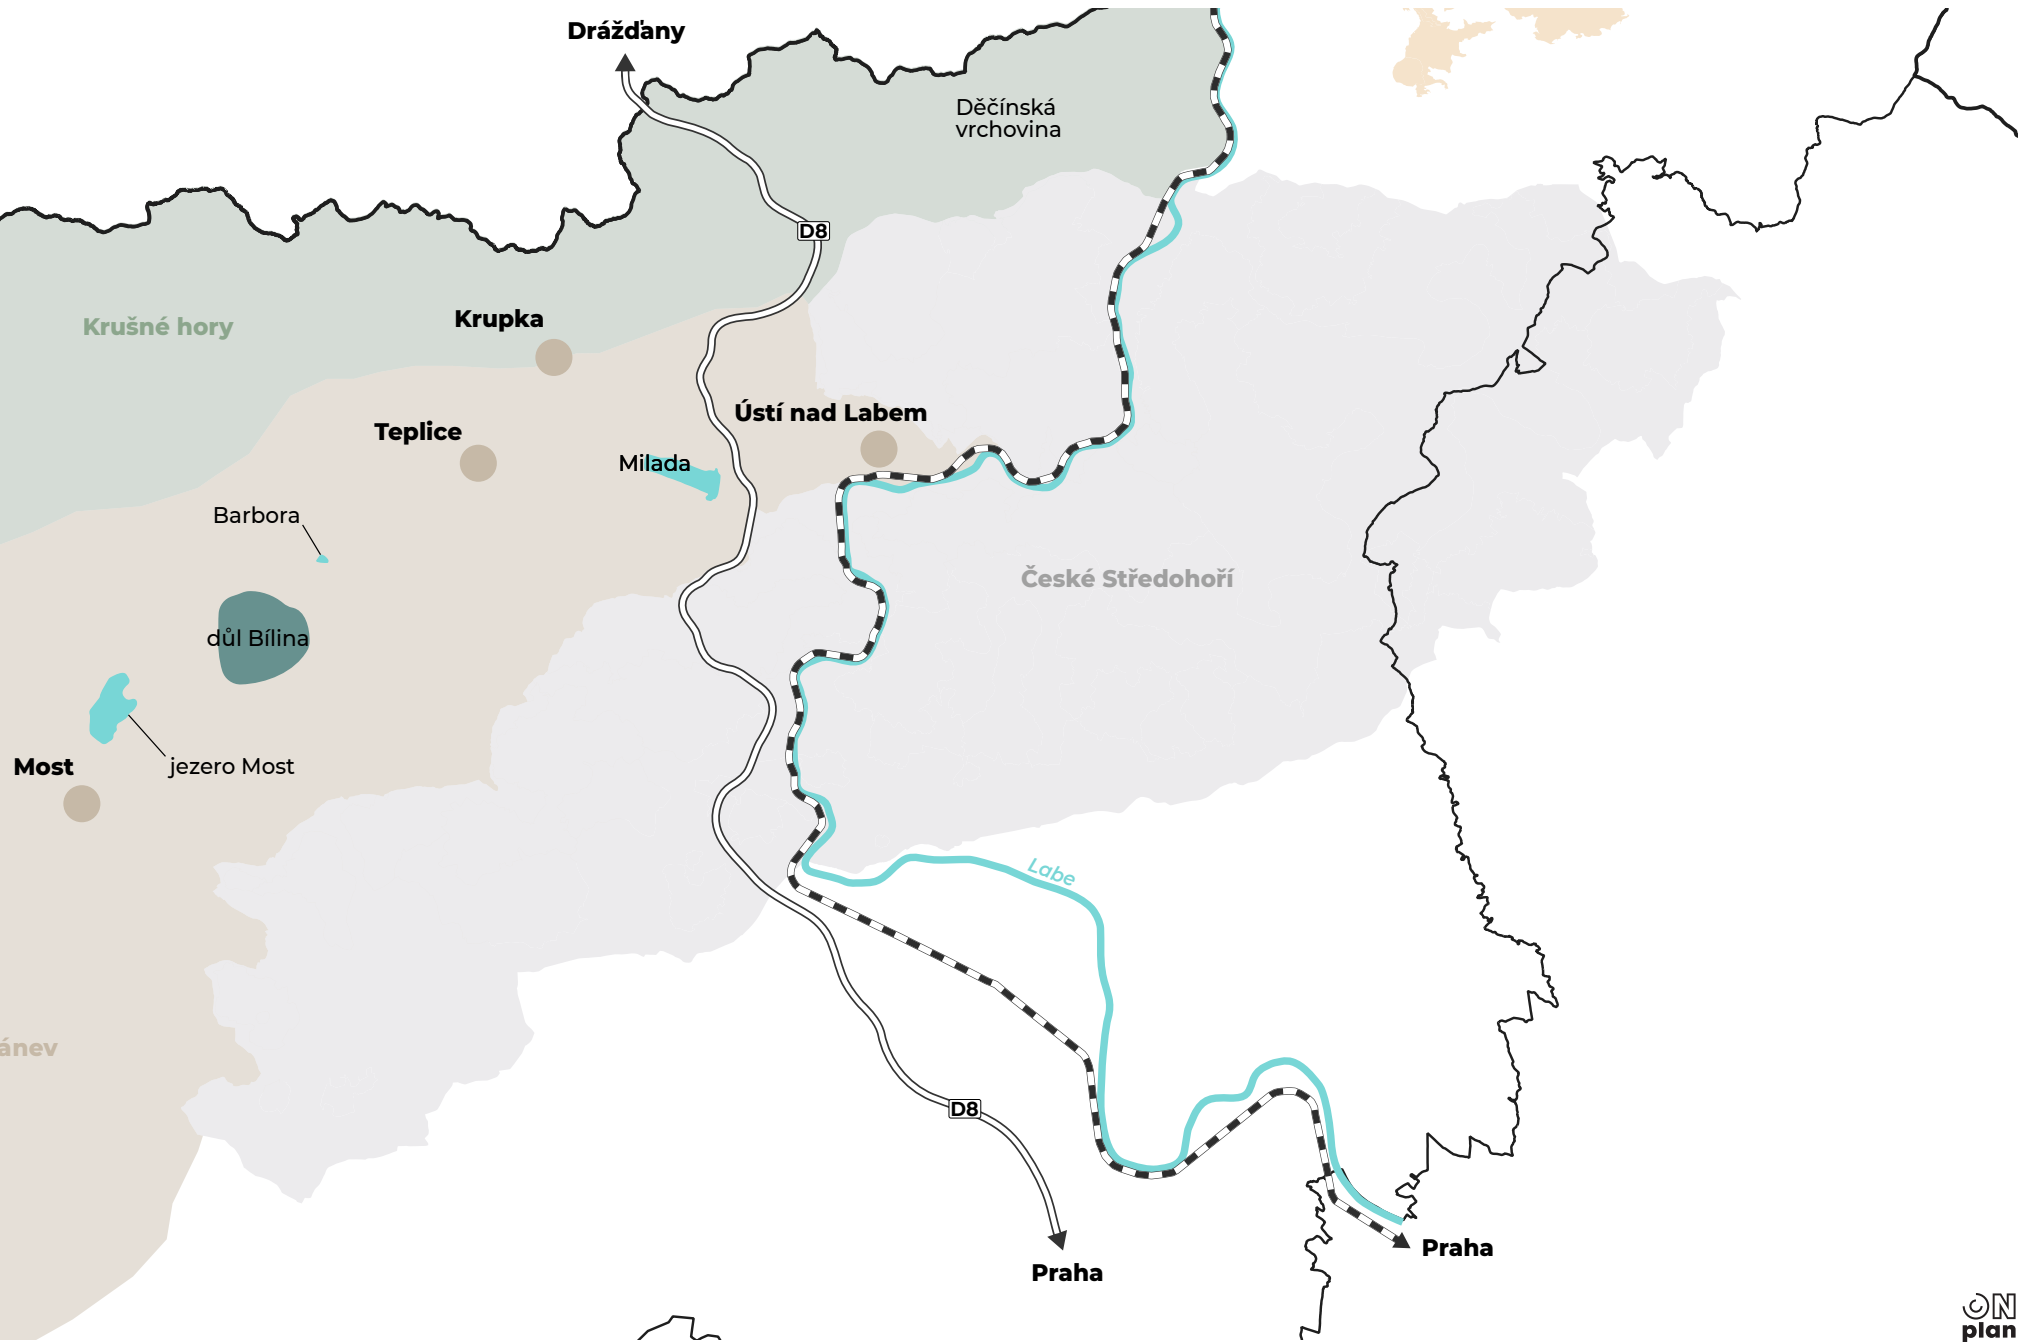 Drážďany
Děčínská
vrchovina
D8
Krušné hory
Krupka
Ústí nad Labem
Teplice
Milada
Barbora
České Středohoří
důl Bílina
Most
jezero Most
Labe
ánev
D8
Praha
Praha
ON
plan